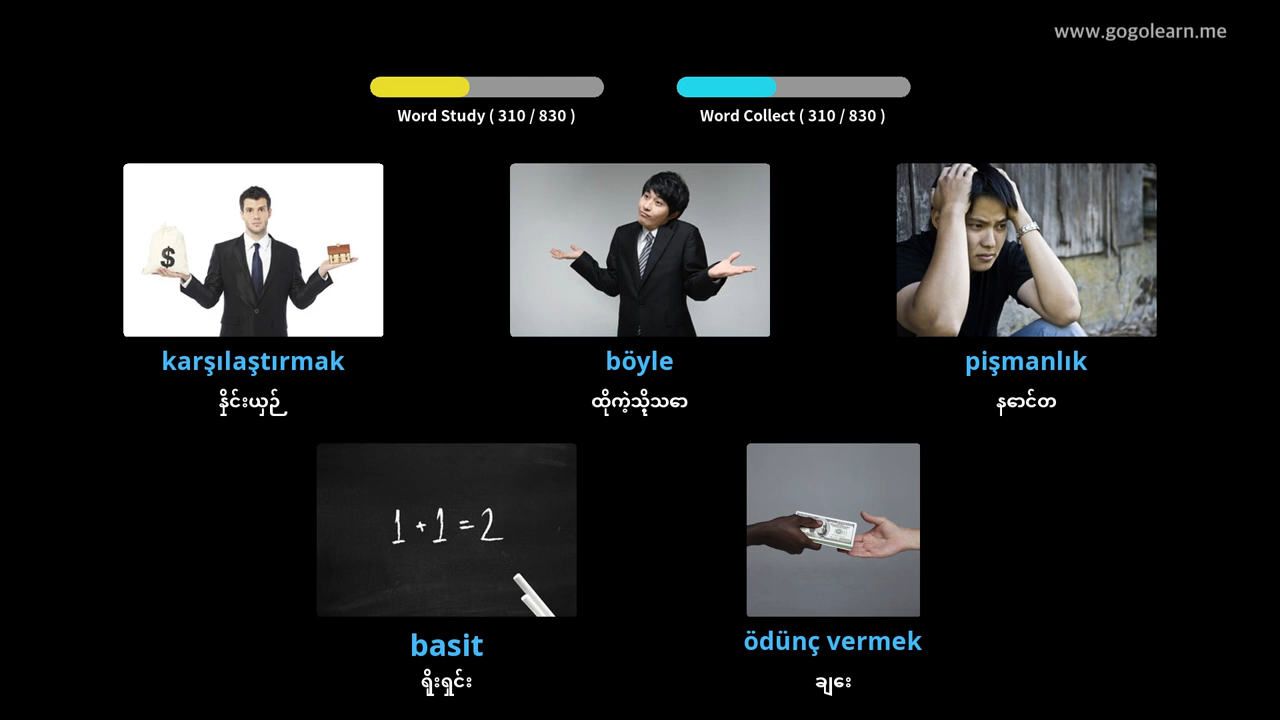 www.gogolearn.me
Word Study ( 310 / 830 )
Word Collect ( 310 / 830 )
$
karşılaştırmak
böyle
pişmanlık
နှိုင်းယှဉ်
ထိုကဲ့သို့သော
နောင်တ
1 + 1 = 2
basit
ödünç vermek
ရိုးရှင်း
ချေး